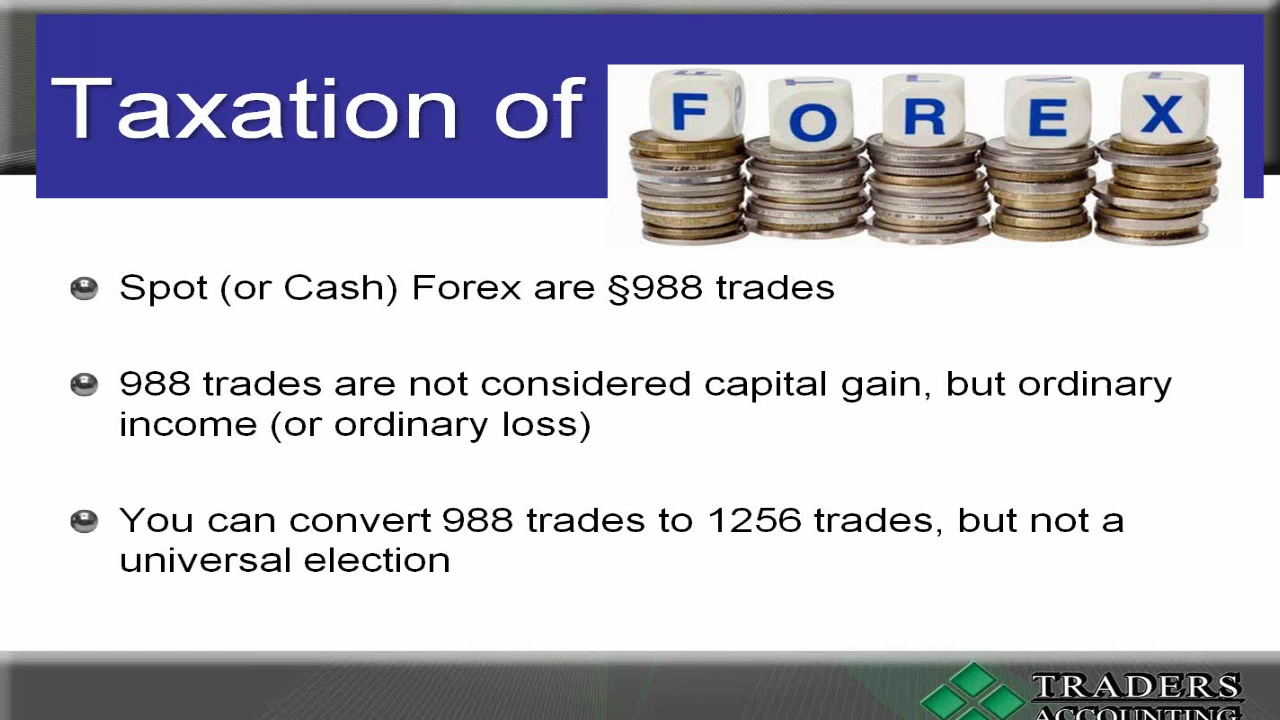 Taxation of
F O R E X
Spot (or Cash) Forex are §988 trades
988 trades are not considered capital gain, but ordinary
income (or ordinary loss)
You can convert 988 trades to 1256 trades, but not a
universal election
TRADERS
ACCOUNTING